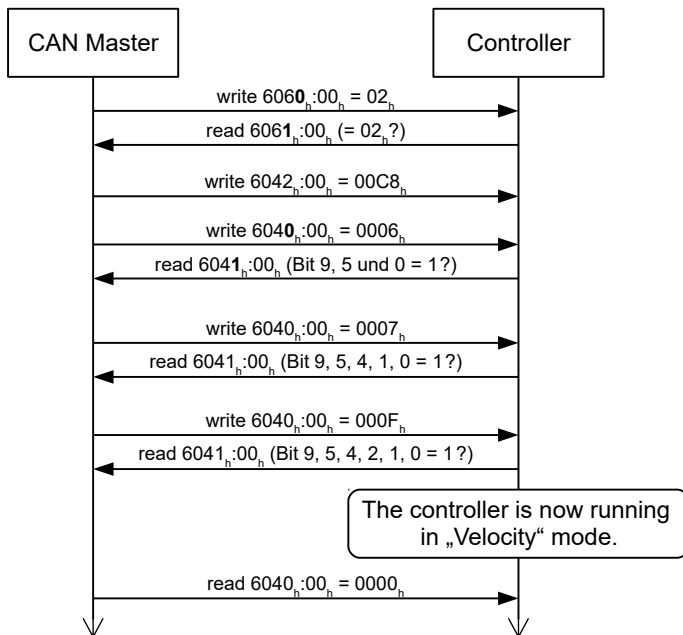 CAN Master
Controller
write 6060ₕ:00ₕ = 02ₕ
read 6061ₕ:00ₕ (= 02ₕ?)
write 6042ₕ:00ₕ = 00C8ₕ
write 6040ₕ:00ₕ = 0006ₕ
read 6041ₕ:00ₕ (Bit 9, 5 und 0 = 1?)
write 6040ₕ:00ₕ = 0007ₕ
read 6041ₕ:00ₕ (Bit 9, 5, 4, 1, 0 = 1?)
write 6040ₕ:00ₕ = 000Fₕ
read 6041ₕ:00ₕ (Bit 9, 5, 4, 2, 1, 0 = 1?)
The controller is now running
in „Velocity“ mode.
read 6040ₕ:00ₕ = 0000ₕ